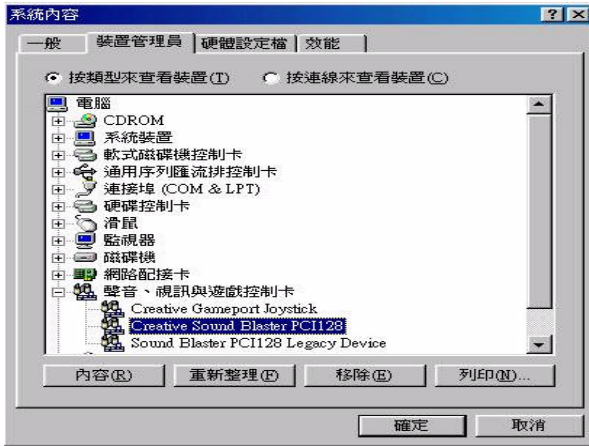 系統內容
一般 裝置管理員 硬體設定檔 效能
按類型來查看裝置(T) 按連線來查看裝置(C)
電腦
CDROM
系統裝置
軟式磁碟機控制卡
通用序列匯流排控制卡
連接埠 (COM & LPT)
硬碟控制卡
滑鼠
監視器
磁碟機
網路配接卡
聲音、視訊與遊戲控制卡
Creative Gameport Joystick
Creative Sound Blaster PCI128
Sound Blaster PCI128 Legacy Device
內容(R) 重新整理(F) 移除(E) 列印(N)...
確定 取消